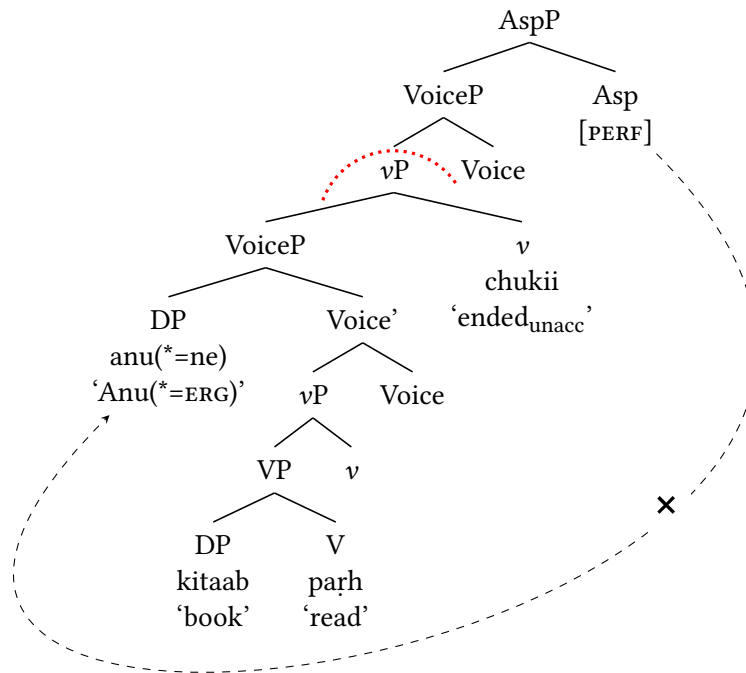 AspP
VoiceP Asp
[PERF]
vP Voice
VoiceP v
chukii
‘endedunacc’
DP Voice’
anu(*=ne)
‘Anu(*=ERG)’
vP Voice
VP v
DP V
kitaab paṛh
‘book’ ‘read’